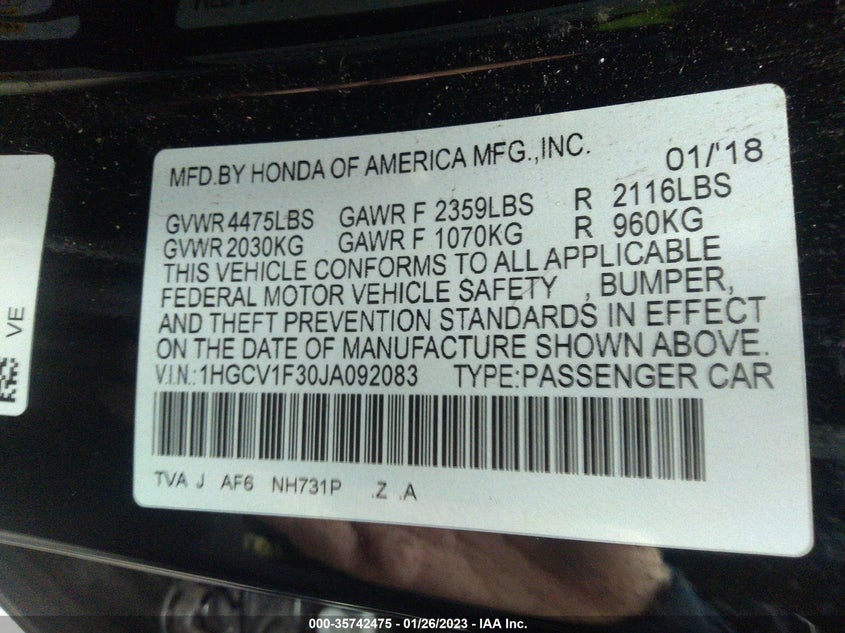 MFD.BY HONDA OF AMERICA MFG.,INC. 01/'18
GVWR 4475LBS GAWR F 2359LBS R 2116LBS
GVWR 2030KG GAWR F 1070KG R 960KG
THIS VEHICLE CONFORMS TO ALL APPLICABLE
FEDERAL MOTOR VEHICLE SAFETY , BUMPER,
AND THEFT PREVENTION STANDARDS IN EFFECT
ON THE DATE OF MANUFACTURE SHOWN ABOVE.
V.I.N.:1HGCV1F30JA092083 TYPE:PASSENGER CAR
TVA J AF6 NH731P .Z .A
VE
000-35742475 - 01/26/2023 - IAA Inc.